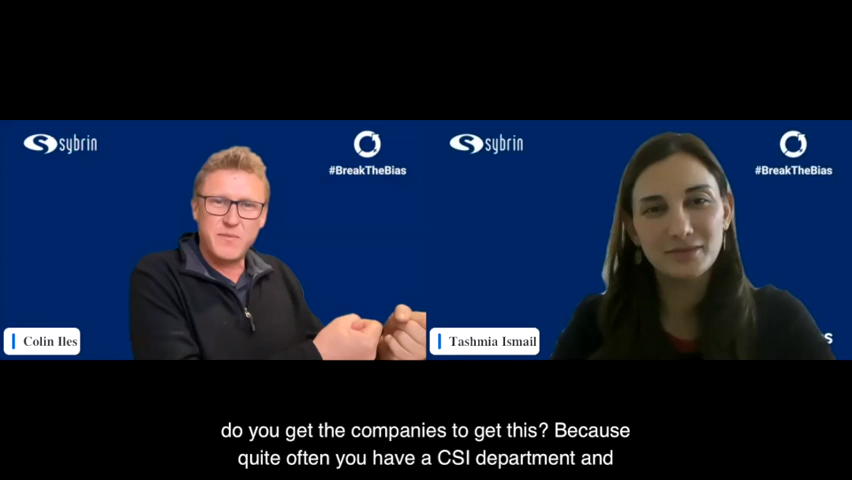 sybrin
#BreakTheBias
sybrin
#BreakTheBias
Colin Iles
Tashmia Ismail
s
do you get the companies to get this? Because
quite often you have a CSI department and